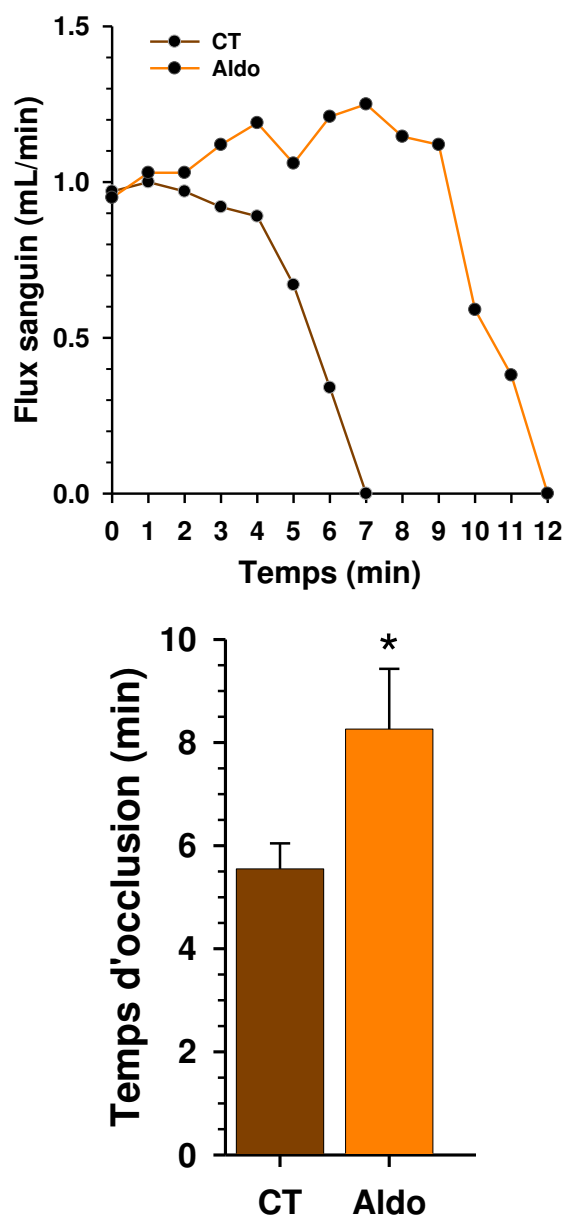 1.5
CT
Aldo
1.0
0.5
0.0
Flux sanguin (mL/min)
0 1 2 3 4 5 6 7 8 9 10 11 12
Temps (min)
10
*
8
6
4
2
0
Temps d'occlusion (min)
CT Aldo